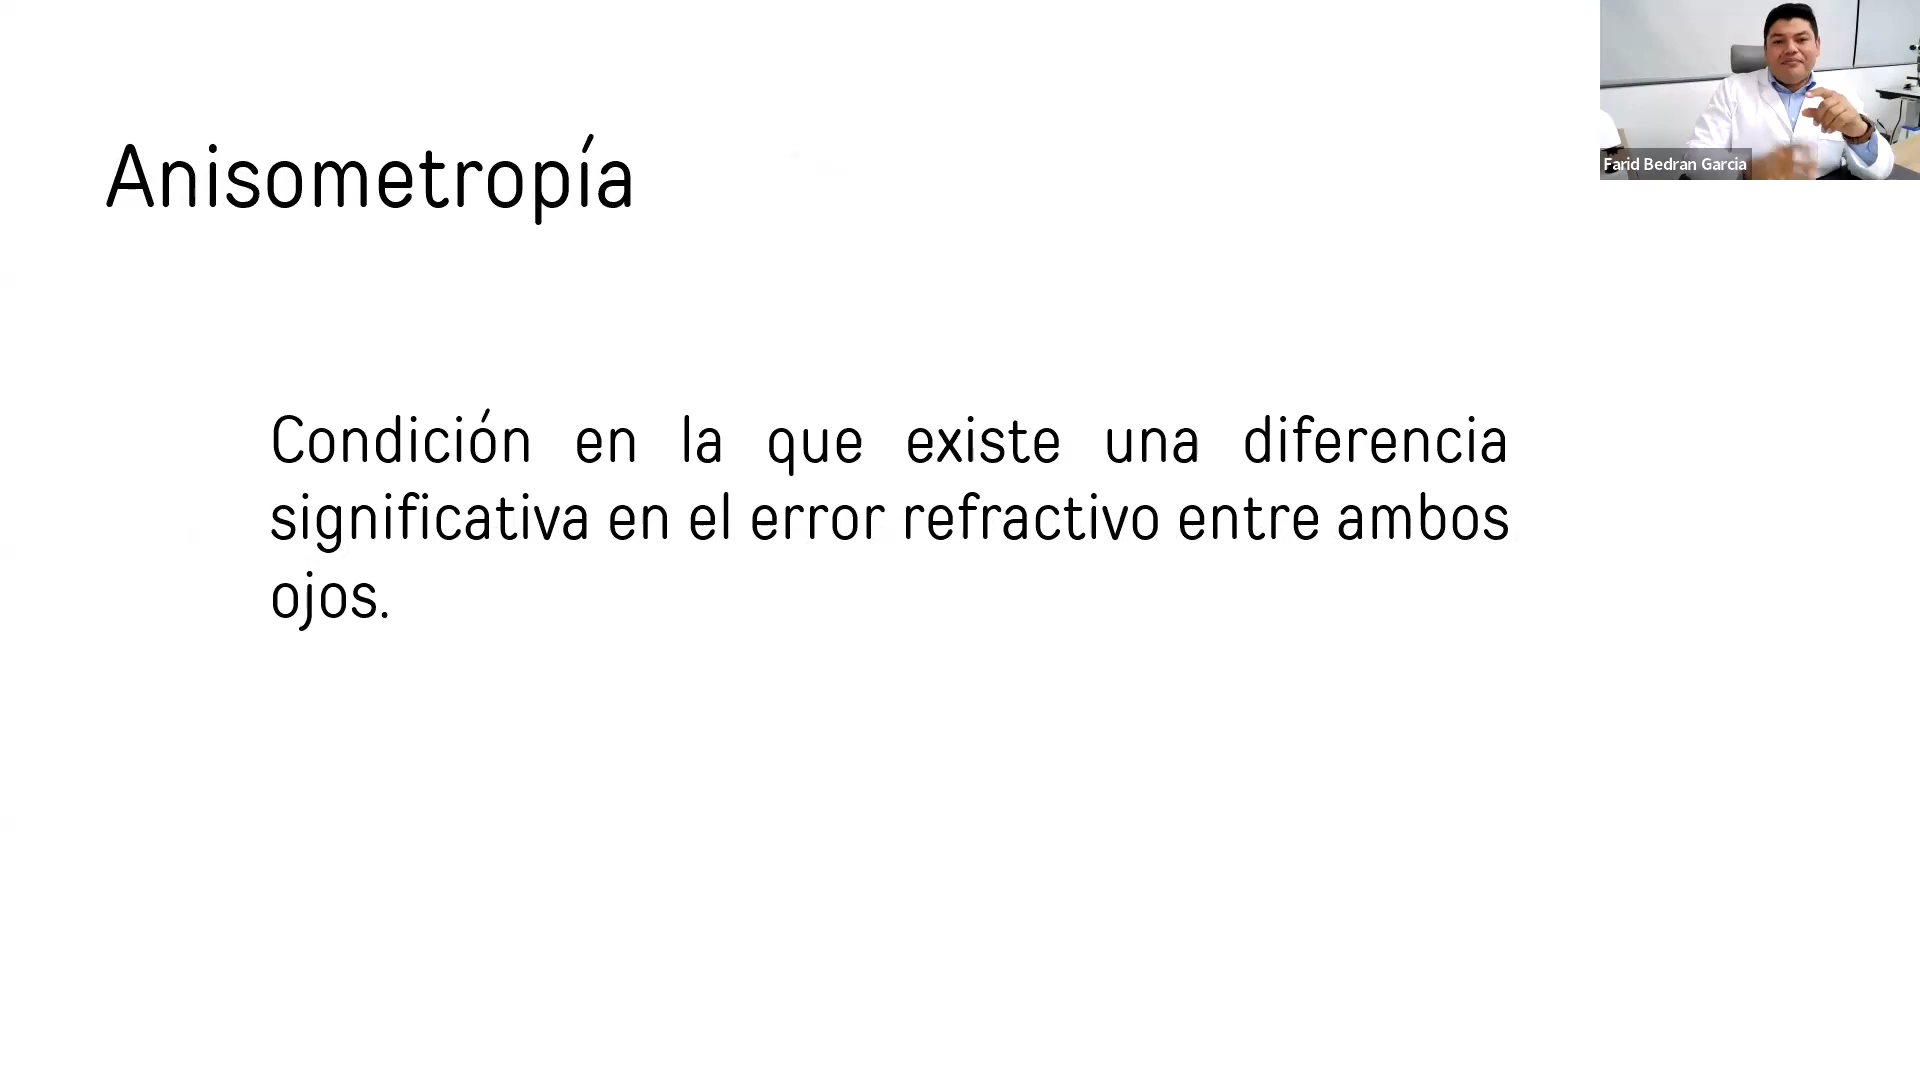 Anisometropía
Condición en la que existe una diferencia
significativa en el error refractivo entre ambos
ojos.
Farid Bedran Garcia